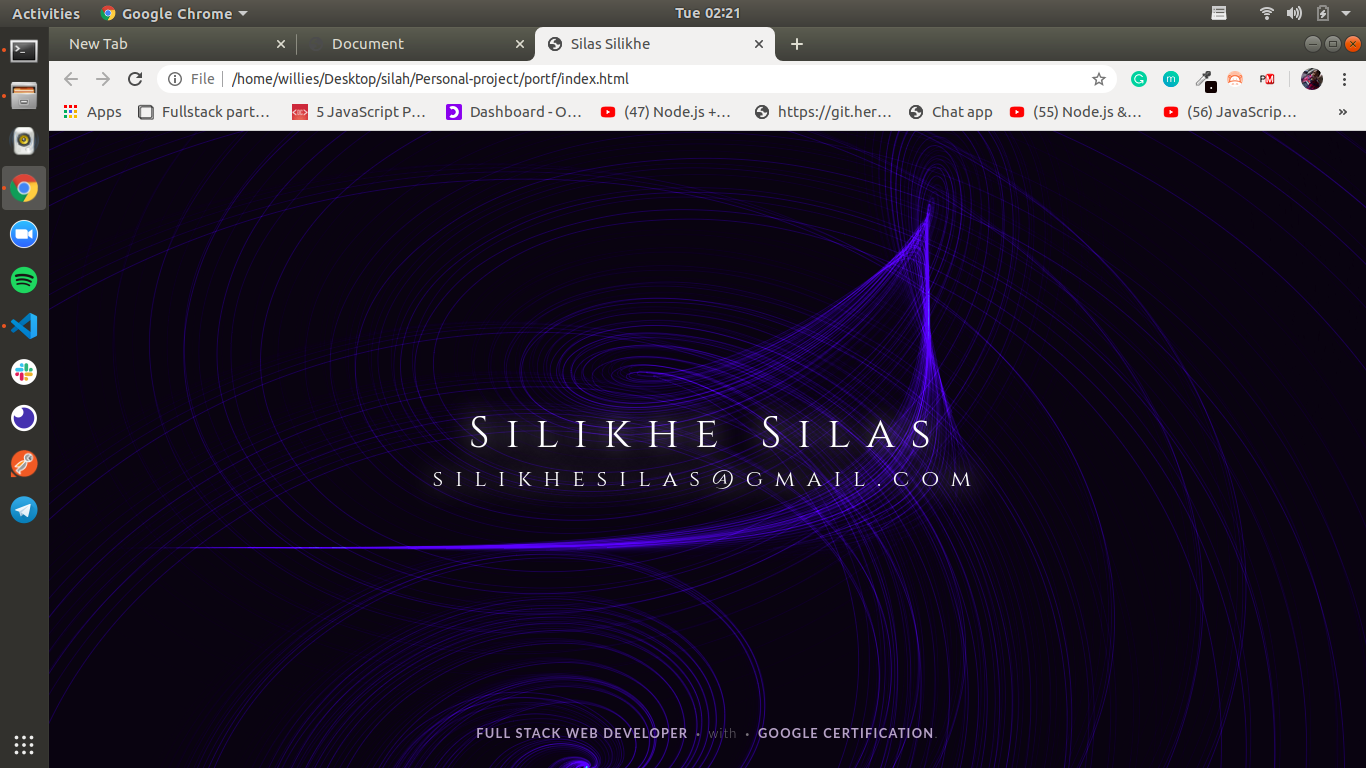 Activities Google Chrome Tue 02:21
New Tab Document Silas Silikhe
File /home/willies/Desktop/silah/Personal-project/portf/index.html
Apps Fullstack part… 5 JavaScript P… Dashboard - O… (47) Node.js +… https://git.her… Chat app (55) Node.js &… (56) JavaScrip… »
Silikhe Silas
silikhesilas@gmail.com
FULL STACK WEB DEVELOPER • with • GOOGLE CERTIFICATION.